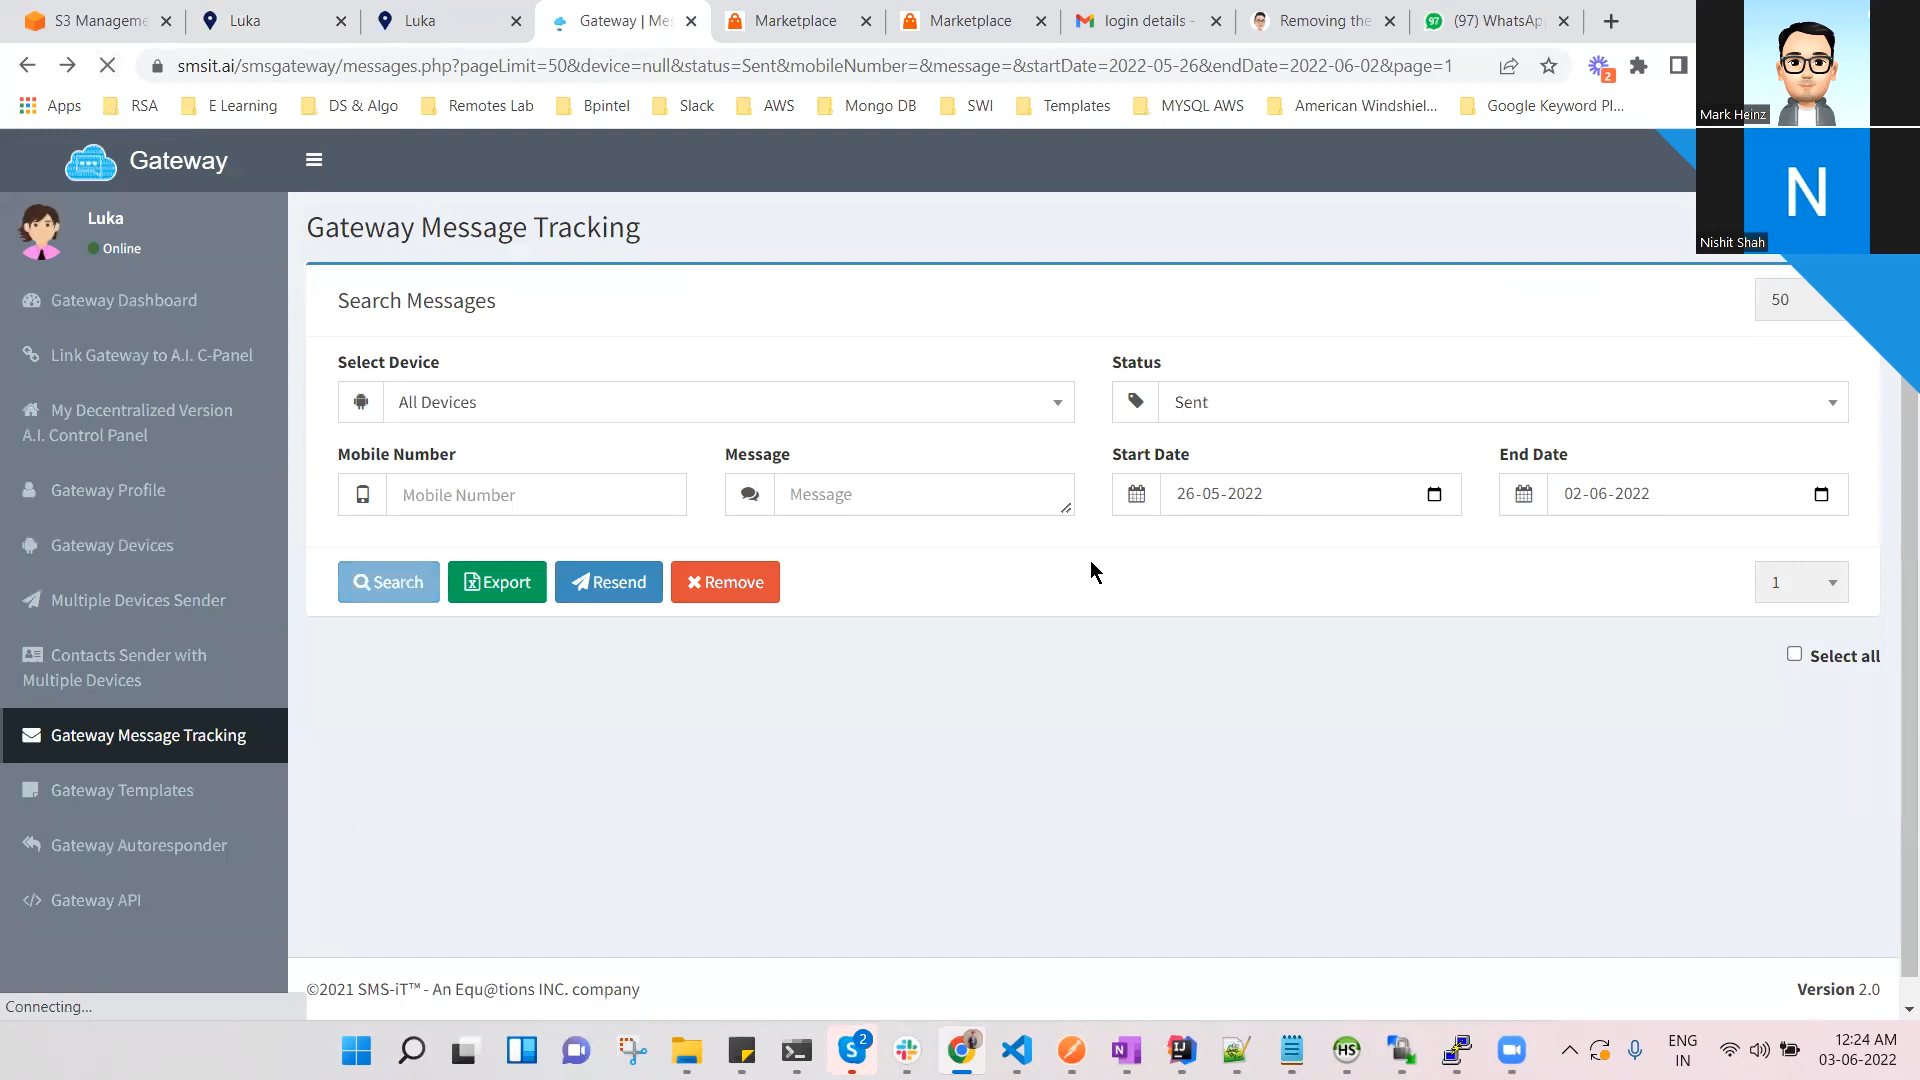 S3 Manageme
Luka
Luka
Gateway | Mes
Marketplace
Marketplace
login details -
Removing the
(97) WhatsAp
smsit.ai/smsgateway/messages.php?pageLimit=50&device=null&status=Sent&mobileNumber=&message=&startDate=2022-05-26&endDate=2022-06-02&page=1
2
Apps
RSA
E Learning
DS & Algo
Remotes Lab
Bpintel
Slack
AWS
Mongo DB
SWI
Templates
MYSQL AWS
American Windshiel...
Google Keyword Pl...
Mark Heinz
N
Nishit Shah
Gateway
Luka
Online
Gateway Dashboard
Link Gateway to A.I. C-Panel
My Decentralized Version
A.I. Control Panel
Gateway Profile
Gateway Devices
Multiple Devices Sender
Contacts Sender with
Multiple Devices
Gateway Message Tracking
Gateway Templates
Gateway Autoresponder
Gateway API
Connecting...
Gateway Message Tracking
Search Messages
50
Select Device
Status
All Devices
Sent
Mobile Number
Message
Start Date
End Date
Mobile Number
Message
26-05-2022
02-06-2022
Search
Export
Resend
Remove
1
Select all
©2021 SMS-iT™ - An Equ@tions INC. company
Version 2.0
2
HS
ENG
IN
12:24 AM
03-06-2022